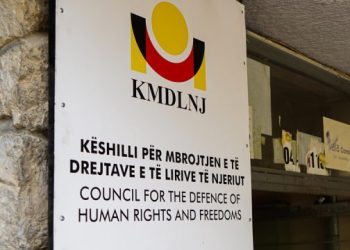 KMDLNJ
KËSHILLI PËR MBROJTJEN E TË
DREJTAVE E TË LIRIVE TË NJERIUT
COUNCIL FOR THE DEFENCE OF
HUMAN RIGHTS AND FREEDOMS
04